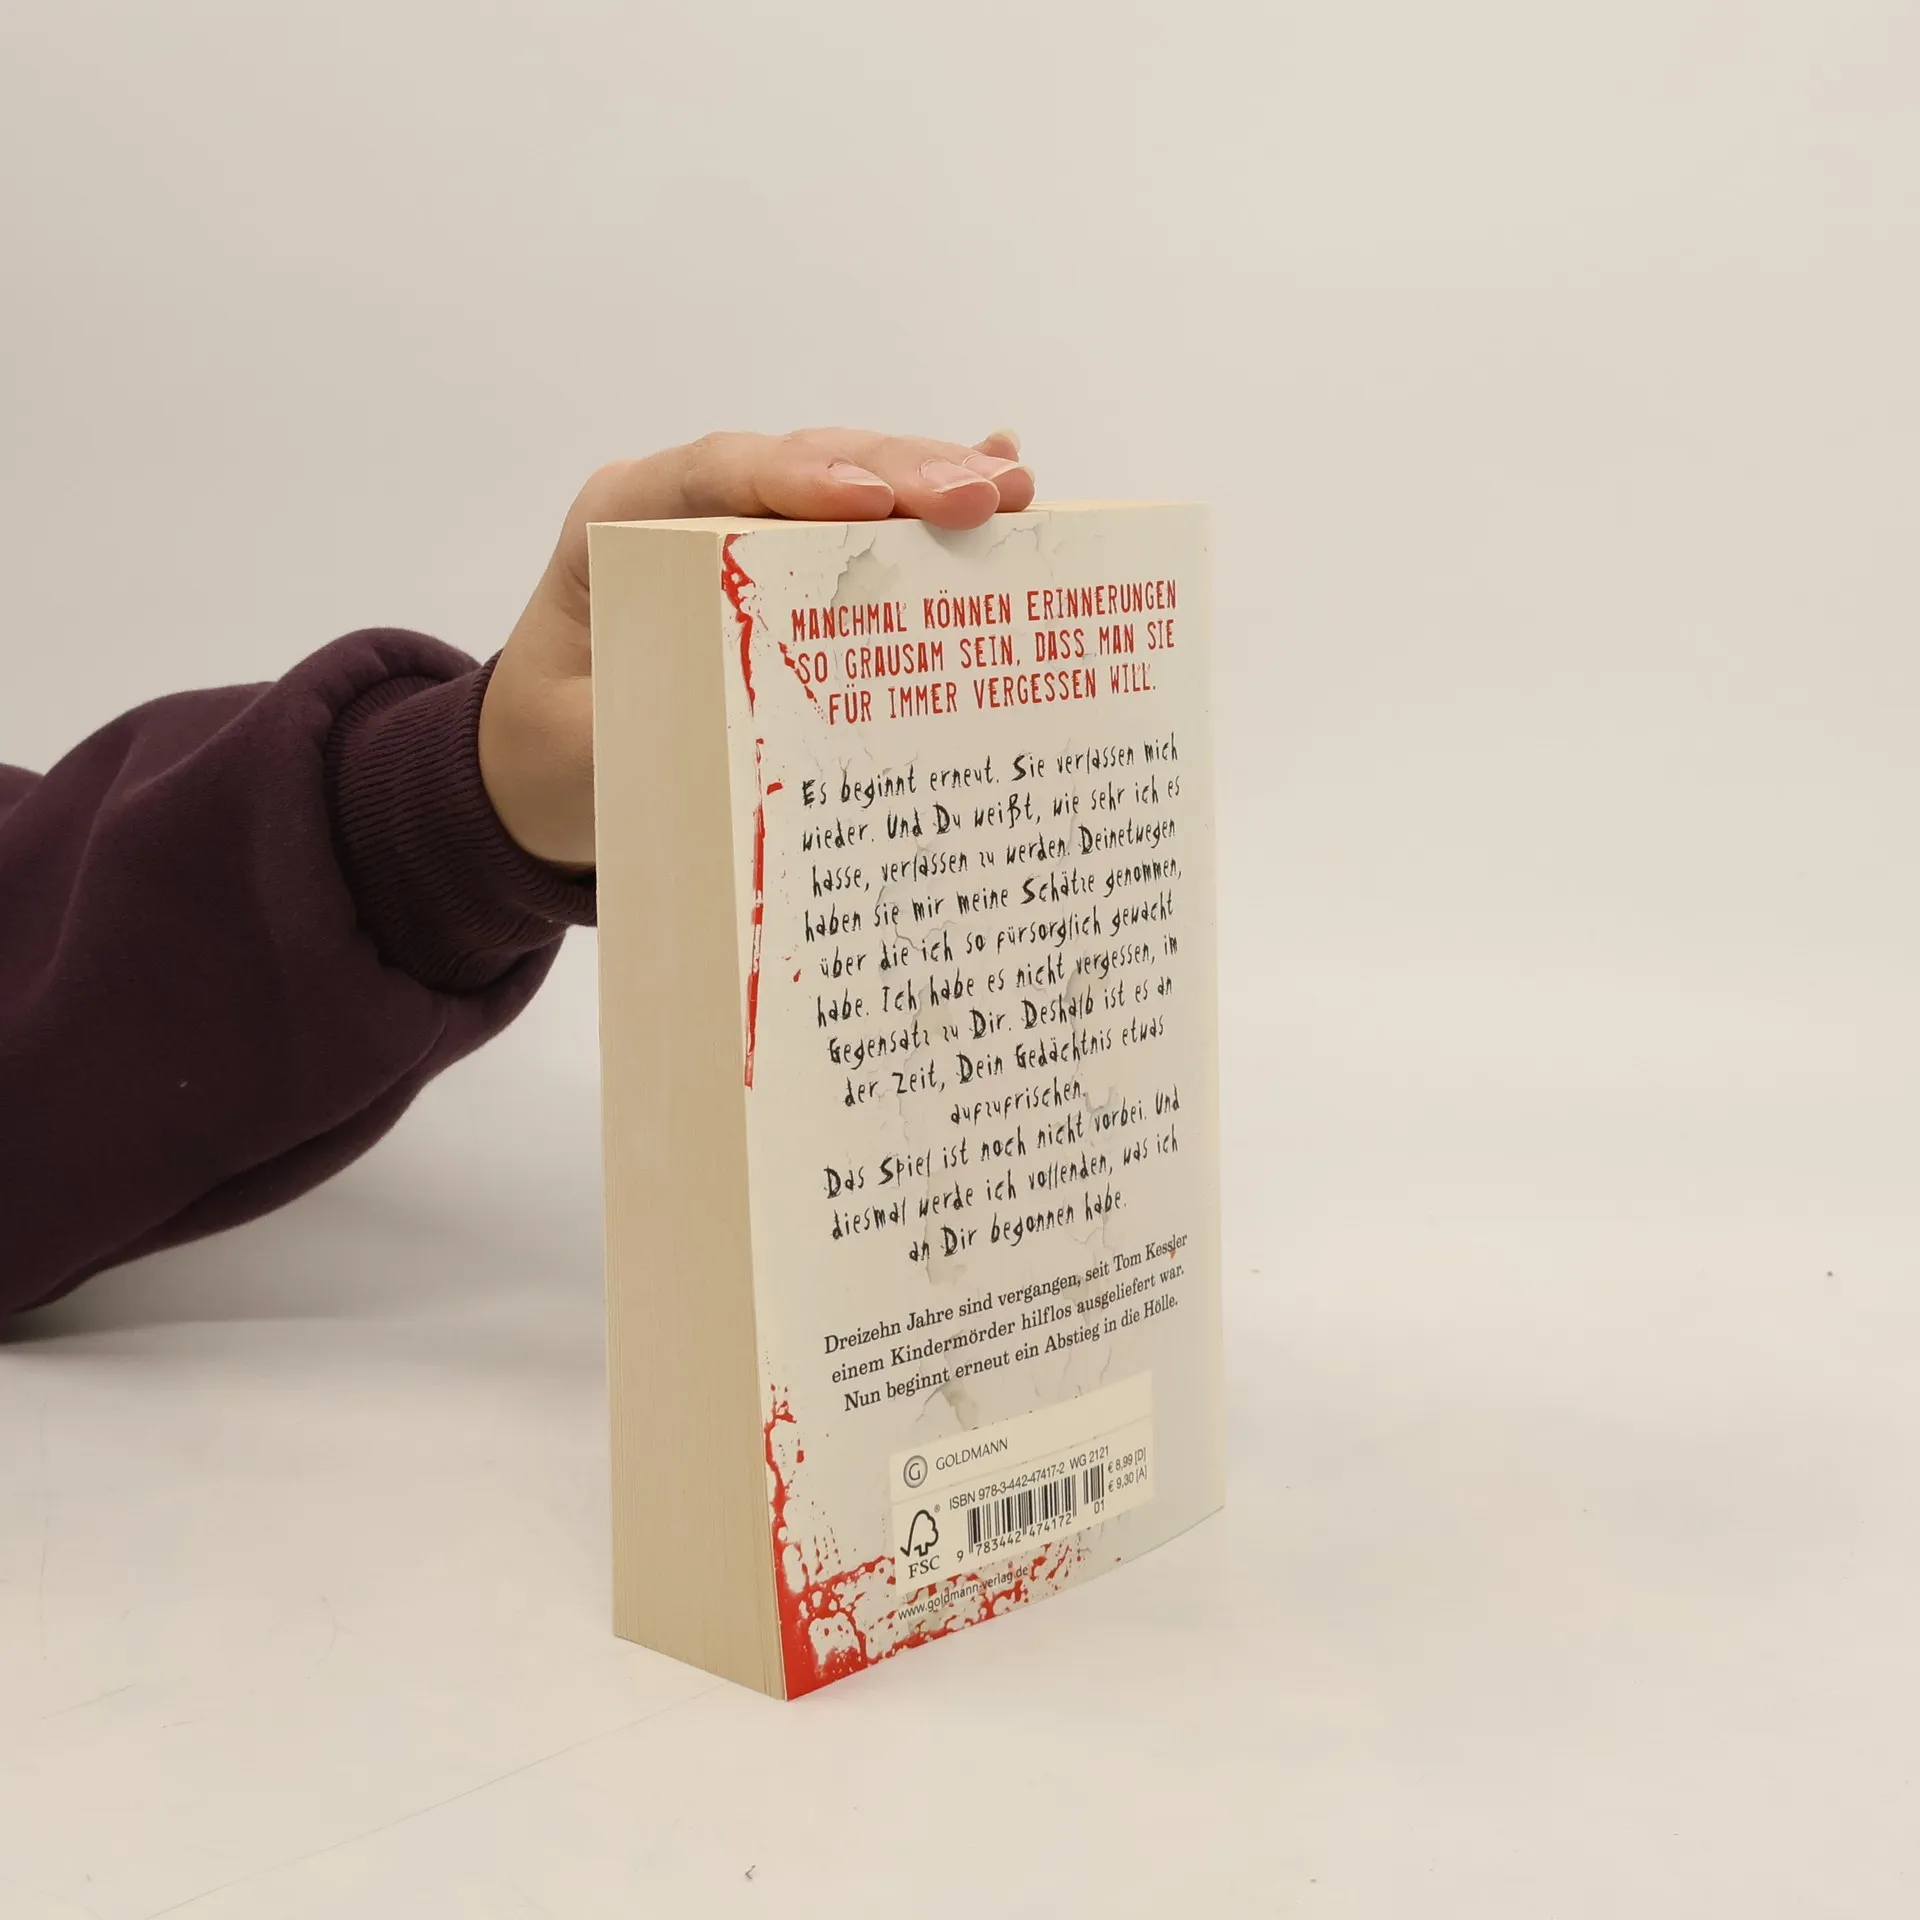 MANCHMAL KÖNNEN ERINNERUNGEN
SO GRAUSAM SEIN, DASS MAN SIE
FÜR IMMER VERGESSEN WILL.
Es beginnt erneut. Sie verlassen mich
wieder. Und Du weißt, wie sehr ich es
hasse, verlassen zu werden. Deinetwegen
haben sie mir meine Schätze genommen,
über die ich so fürsorglich gewacht
habe. Ich habe es nicht vergessen, im
Gegensatz zu Dir. Deshalb ist es an
der Zeit, Dein Gedächtnis etwas
aufzufrischen.
Das Spiel ist noch nicht vorbei. Und
diesmal werde ich vollenden, was ich
an Dir begonnen habe.
Dreizehn Jahre sind vergangen, seit Tom Kessler
einem Kindermörder hilflos ausgeliefert war.
Nun beginnt erneut ein Abstieg in die Hölle.
G GOLDMANN
ISBN 978-3-442-47417-2 WG 2121
€ 8,99 [D]
€ 9,30 [A]
01
9 783442 474172
® FSC
www.goldmann-verlag.de